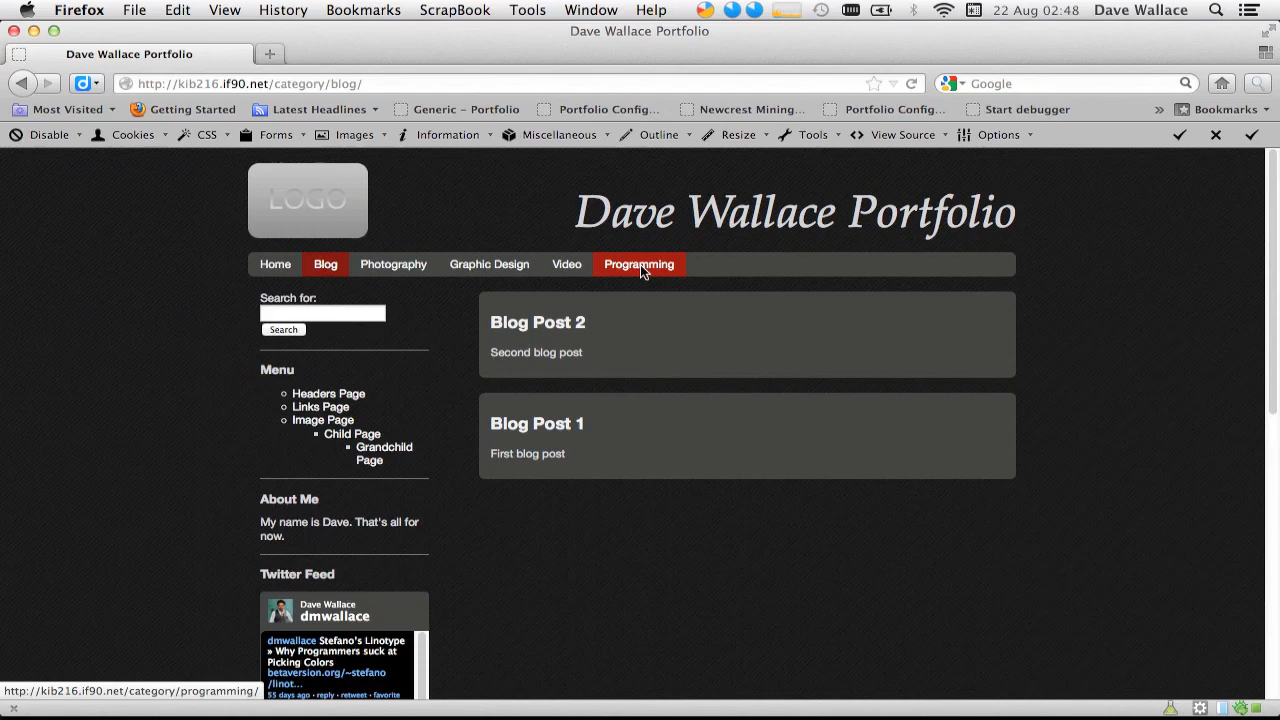 Firefox File Edit View History Bookmarks ScrapBook Tools Window Help 22 Aug 02:48 Dave Wallace
Dave Wallace Portfolio
Dave Wallace Portfolio
http://kib216.if90.net/category/blog/ Google
Most Visited Getting Started Latest Headlines Generic - Portfolio Portfolio Config... Newcrest Mining... Portfolio Config... Start debugger » Bookmarks
Disable Cookies CSS Forms Images Information Miscellaneous Outline Resize Tools View Source Options
LOGO
Dave Wallace Portfolio
Home Blog Photography Graphic Design Video Programming
Search for:
Search
Menu
Headers Page
Links Page
Image Page
Child Page
Grandchild
Page
About Me
My name is Dave. That's all for
now.
Twitter Feed
Dave Wallace
dmwallace
dmwallace Stefano's Linotype
» Why Programmers suck at
Picking Colors
betaversion.org/~stefano
/linot...
55 days ago · reply · retweet · favorite
Blog Post 2
Second blog post
Blog Post 1
First blog post
http://kib216.if90.net/category/programming/